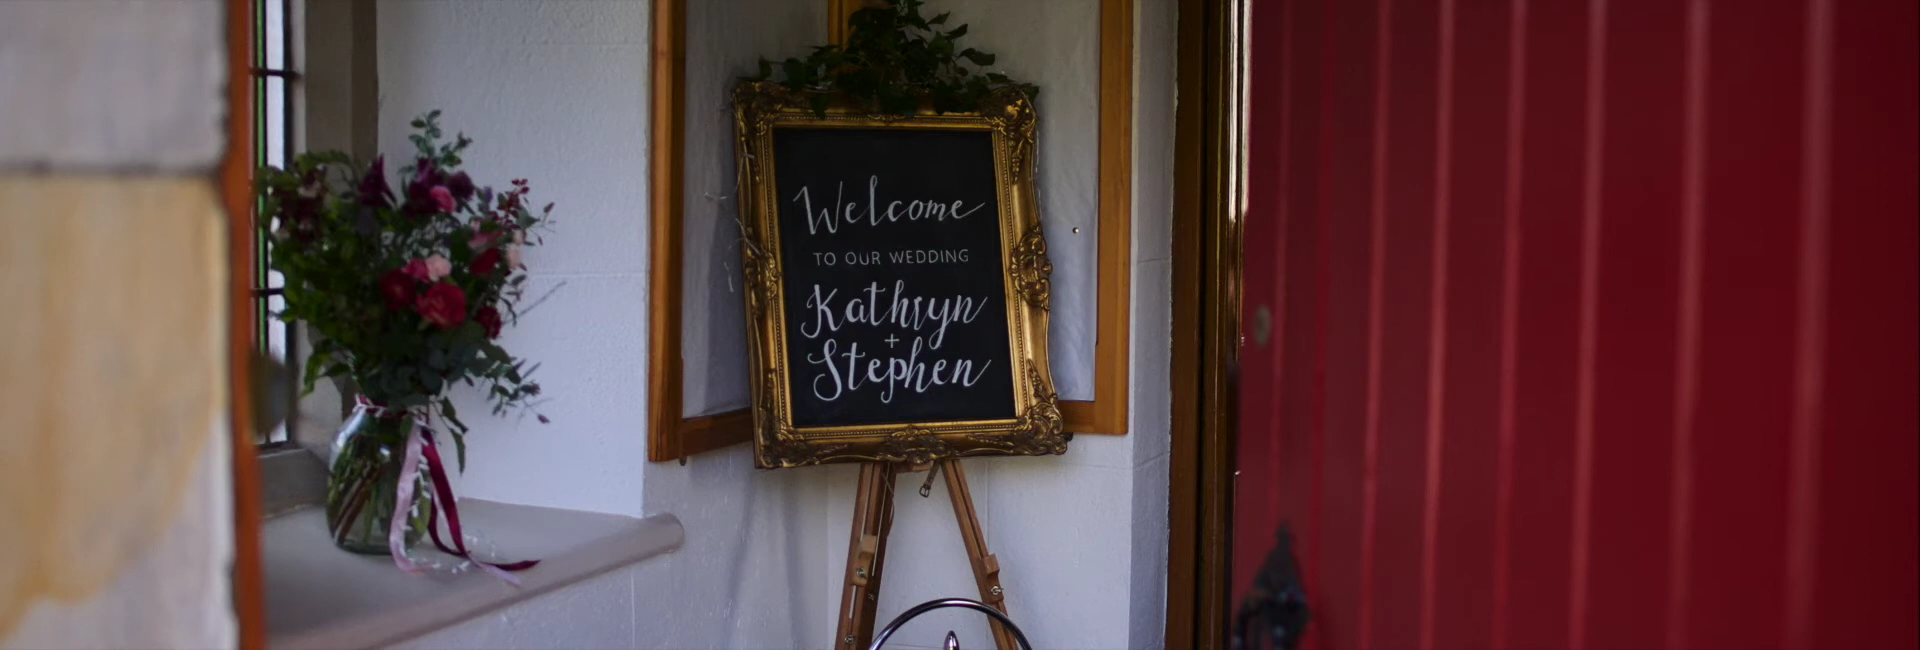 Welcome
TO OUR WEDDING
Kathryn
+
Stephen